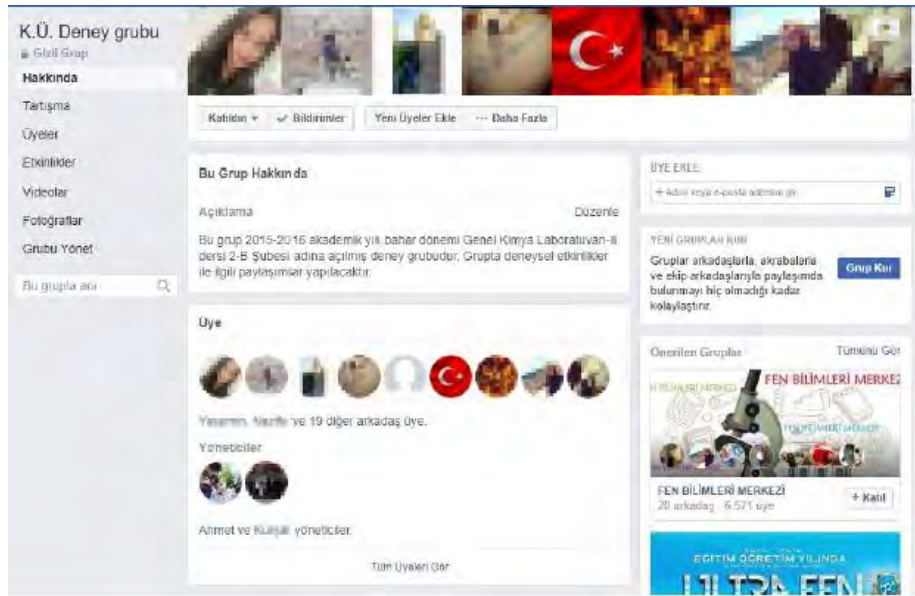 K.Ü. Deney grubu
Gizli Grup
Hakkında
Tartışma
Üyeler
Etkinlikler
Videolar
Fotoğraflar
Grubu Yönet
Bu grupta ara
Katıldın
Bildirimler
Yeni Üyeler Ekle
Daha Fazla
Bu Grup Hakkında
Açıklama
Düzenle
Bu grup 2015-2016 akademik yılı bahar dönemi Genel Kimya Laboratuvarı-II
dersi 2-B Şubesi adına açılmış deney grubudur. Grupta deneysel etkinlikler
ile ilgili paylaşımlar yapılacaktır.
Üye
ve 19 diğer arkadaş üye.
Yöneticiler
Ahmet ve yöneticiler.
Tüm Üyeleri Gör
ÜYE EKLE
+ Adını veya e-posta adresini gir
YENİ GRUPLAR KUR
Gruplar arkadaşlarla, akrabalarla
ve ekip arkadaşlarıyla paylaşımda
bulunmayı hiç olmadığı kadar
kolaylaştırır.
Grup Kur
Önerilen Gruplar
Tümünü Gör
FEN BİLİMLERİ MERKEZ
FEN BİLİMLERİ MERKEZİ
20 arkadaş · 6.571 üye
+ Katıl
EĞİTİM ÖĞRETİM YILINDA
ULTRA FEN